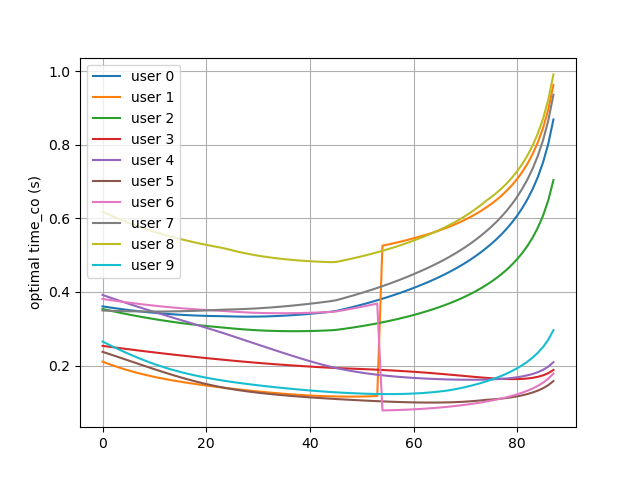 1.0
0.8
0.6
0.4
0.2
optimal time_co (s)
user 0
user 1
user 2
user 3
user 4
user 5
user 6
user 7
user 8
user 9
0 20 40 60 80